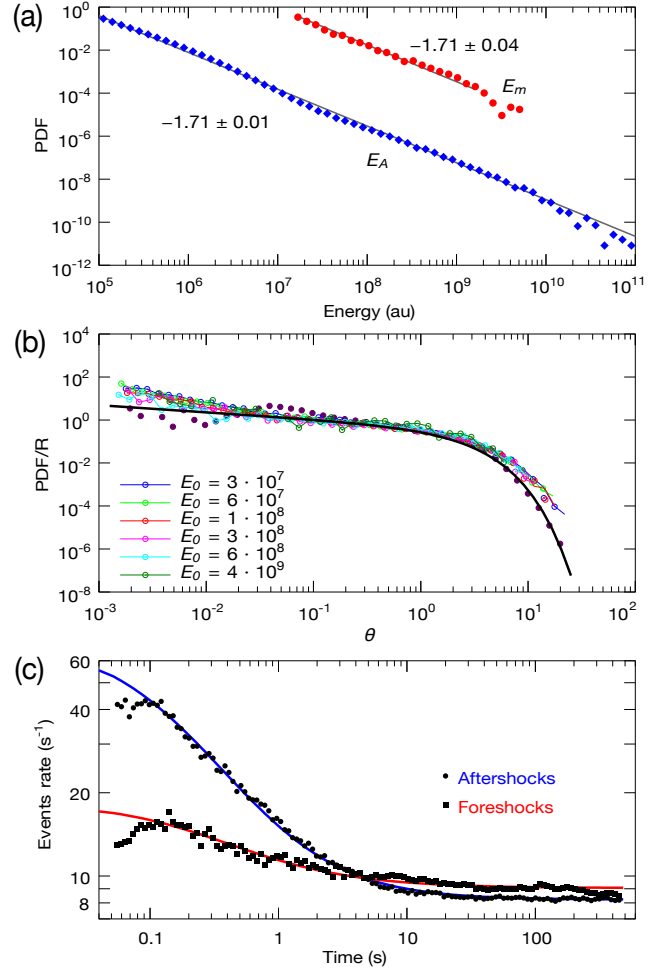 (a)
10^0
10^-2
10^-4
10^-6
10^-8
10^-10
10^-12
PDF
−1.71 ± 0.04
E_m
−1.71 ± 0.01
E_A
10^5 10^6 10^7 10^8 10^9 10^10 10^11
Energy (au)
(b)
10^4
10^2
10^0
10^-2
10^-4
10^-6
10^-8
PDF/R
E_0 = 3 · 10^7
E_0 = 6 · 10^7
E_0 = 1 · 10^8
E_0 = 3 · 10^8
E_0 = 6 · 10^8
E_0 = 4 · 10^9
10^-3 10^-2 10^-1 10^0 10^1 10^2
θ
(c)
60
40
20
10
8
Events rate (s^-1)
Aftershocks
Foreshocks
0.1 1 10 100
Time (s)